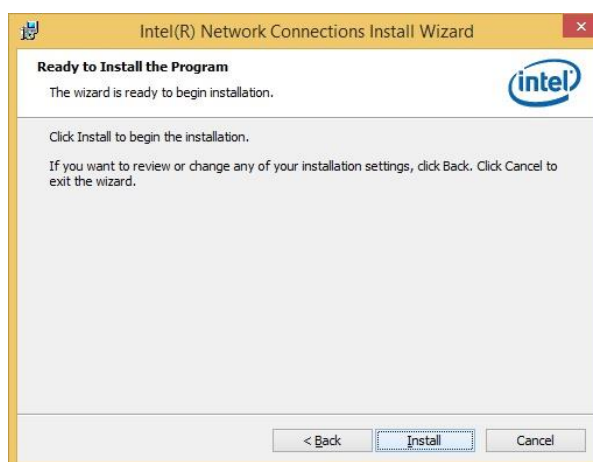 Intel(R) Network Connections Install Wizard
Ready to Install the Program
The wizard is ready to begin installation.
intel
Click Install to begin the installation.
If you want to review or change any of your installation settings, click Back. Click Cancel to
exit the wizard.
< Back Install Cancel